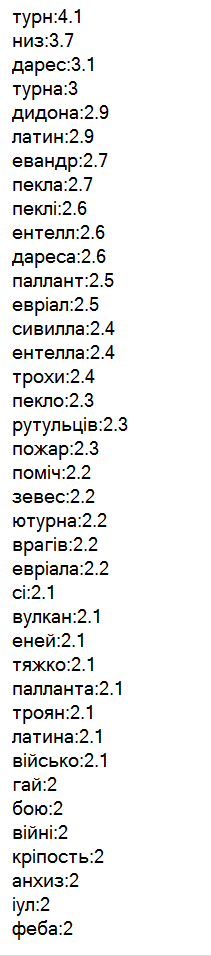 турн:4.1
низ:3.7
дарес:3.1
турна:3
дидона:2.9
латин:2.9
евандр:2.7
пекла:2.7
пеклі:2.6
ентелл:2.6
дареса:2.6
паллант:2.5
евріал:2.5
сивилла:2.4
ентелла:2.4
трохи:2.4
пекло:2.3
рутульців:2.3
пожар:2.3
поміч:2.2
зевес:2.2
ютурна:2.2
врагів:2.2
евріала:2.2
сі:2.1
вулкан:2.1
еней:2.1
тяжко:2.1
палланта:2.1
троян:2.1
латина:2.1
військо:2.1
гай:2
бою:2
війні:2
кріпость:2
анхиз:2
іул:2
феба:2